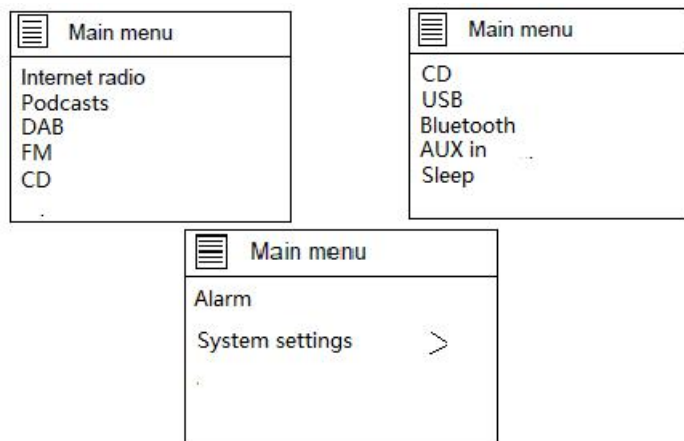 Main menu
Internet radio
Podcasts
DAB
FM
CD
Main menu
CD
USB
Bluetooth
AUX in
Sleep
Main menu
Alarm
System settings >